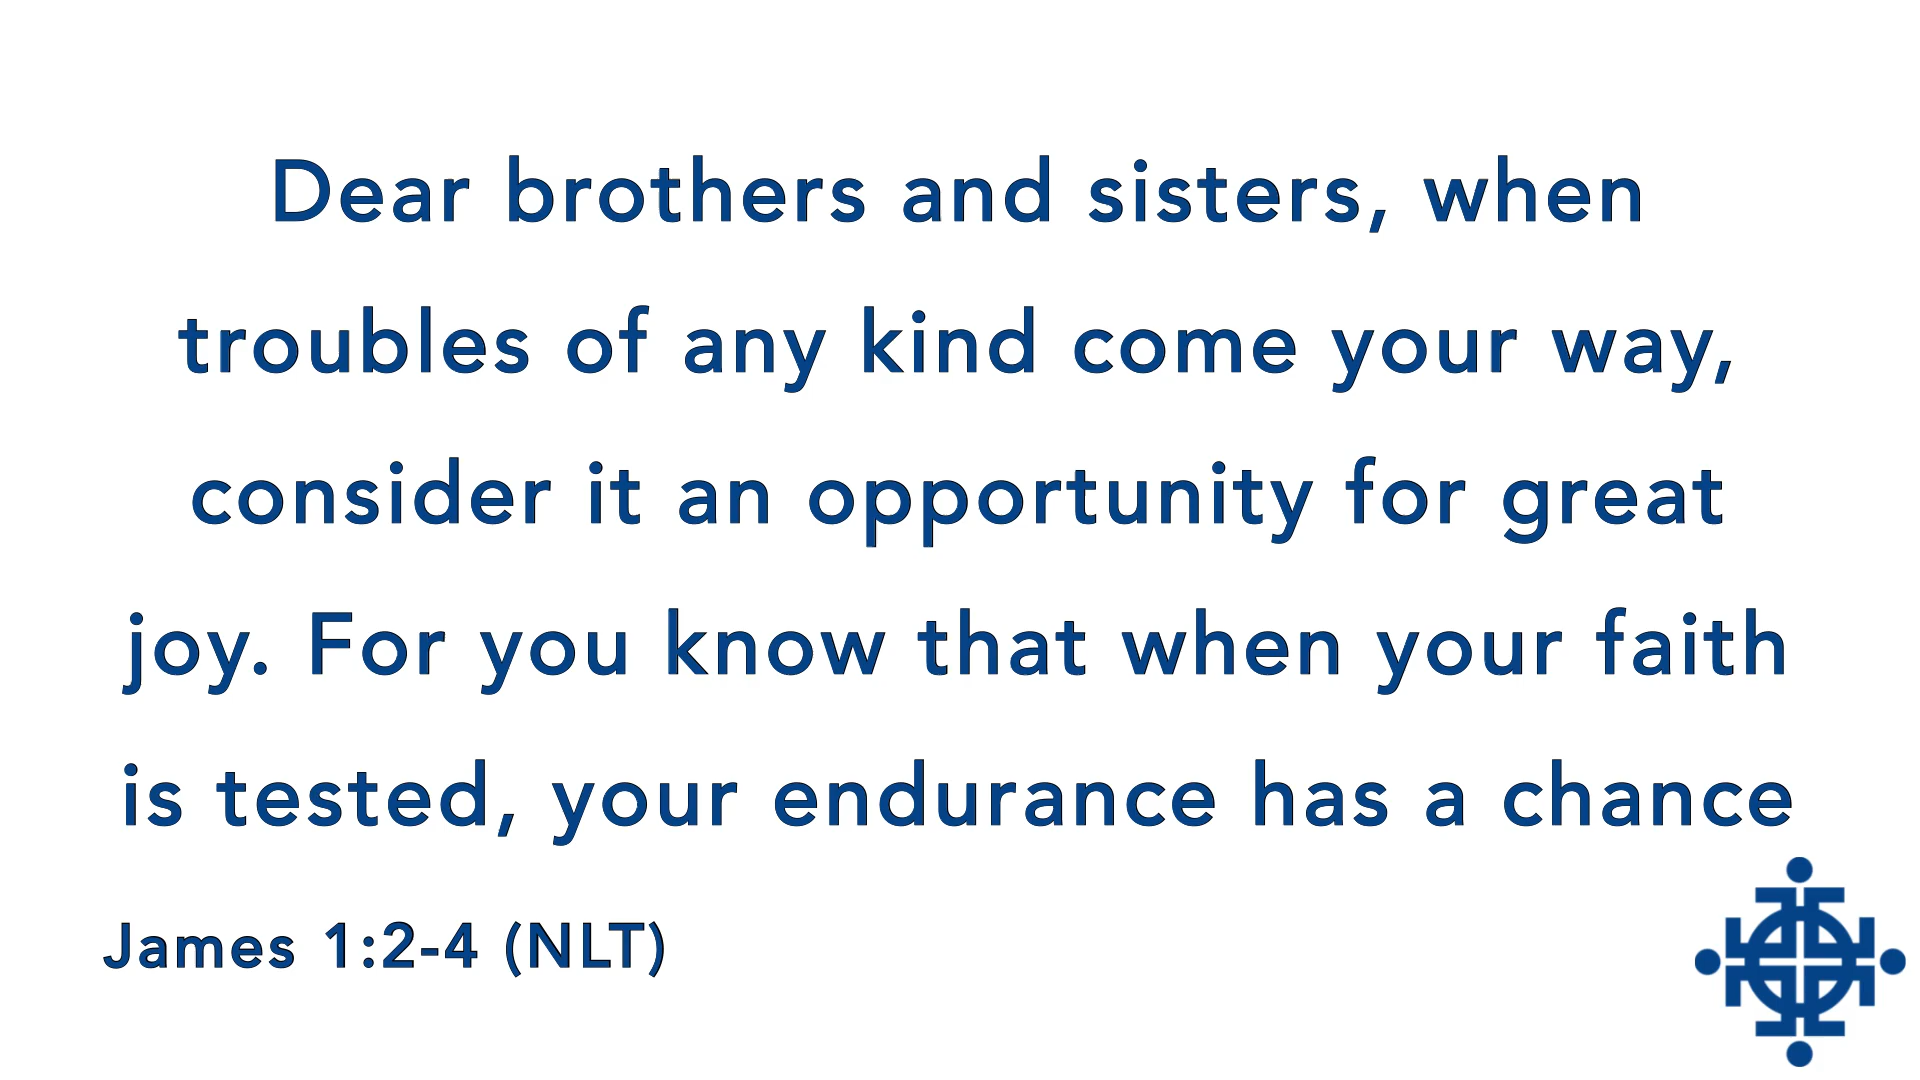 Dear brothers and sisters, when
troubles of any kind come your way,
consider it an opportunity for great
joy. For you know that when your faith
is tested, your endurance has a chance
James 1:2-4 (NLT)